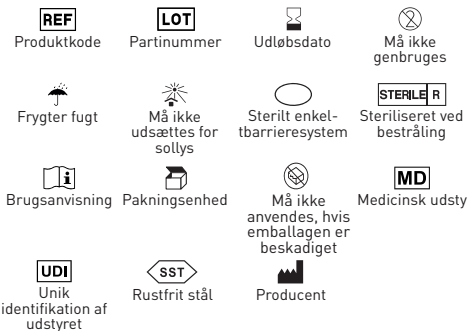 REF
LOT
2
Produktkode
Partinummer
Udløbsdato
Må ikke
genbruges
STERILE R
Frygter fugt
Må ikke
udsættes for
sollys
Sterilt enkel-
tbarrieresystem
Steriliseret ved
bestråling
i
MD
Brugsanvisning
Pakningsenhed
Må ikke
anvendes, hvis
emballagen er
beskadiget
Medicinsk udsty
UDI
SST
Unik
identifikation af
udstyret
Rustfrit stål
Producent